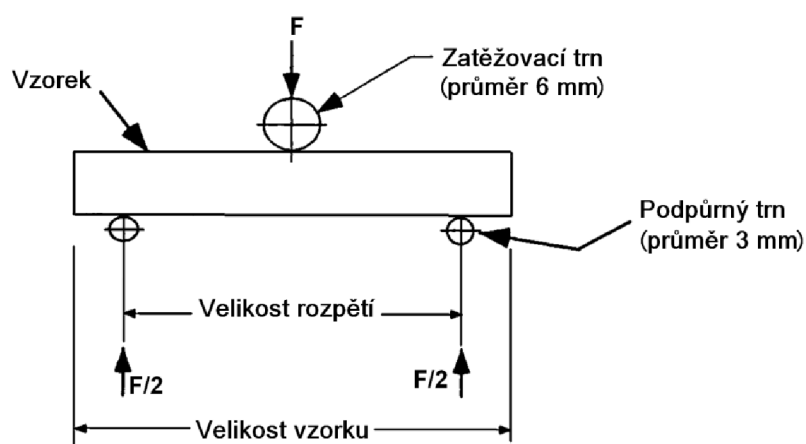 F
Zatěžovací trn
(průměr 6 mm)
Vzorek
Podpůrný trn
(průměr 3 mm)
Velikost rozpětí
F/2
F/2
Velikost vzorku